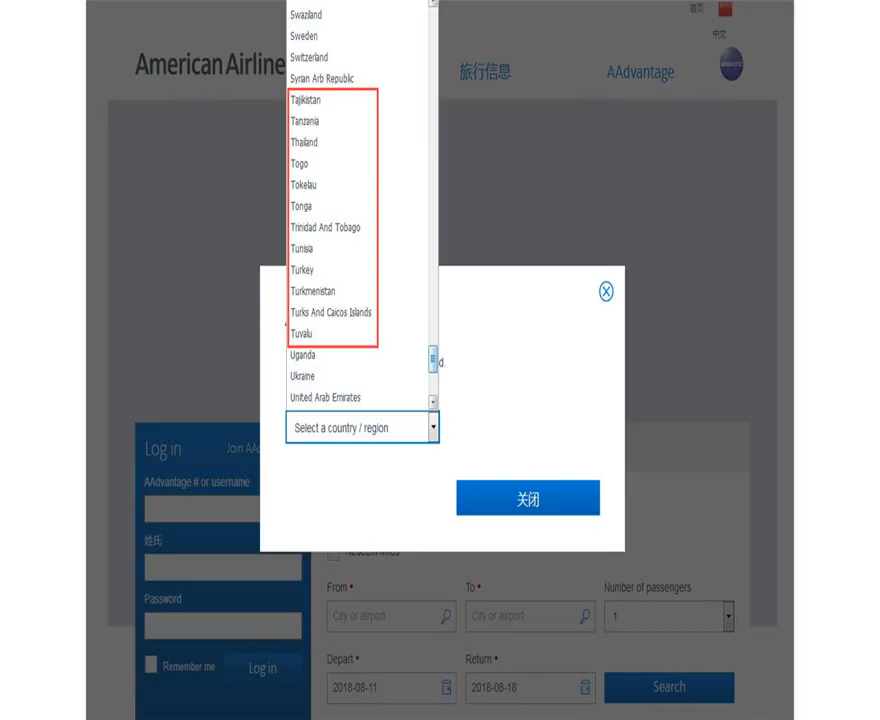 Swaziland
首页
Sweden
中文
Switzerland
American Airline
旅行信息
AAdvantage
Syrian Arb Republic
Tajikistan
Tanzania
Thailand
Togo
Tokelau
Tonga
Trinidad And Tobago
Tunisia
Turkey
Turkmenistan
Turks And Caicos Islands
Tuvalu
Uganda
d.
Ukraine
United Arab Emirates
Select a country / region
关闭
Log in
Join AA
AAdvantage # or username
姓氏
Password
Remember me
Log in
From •
To •
Number of passengers
City or airport
City or airport
1
Depart •
Return •
2018-08-11
2018-08-18
Search